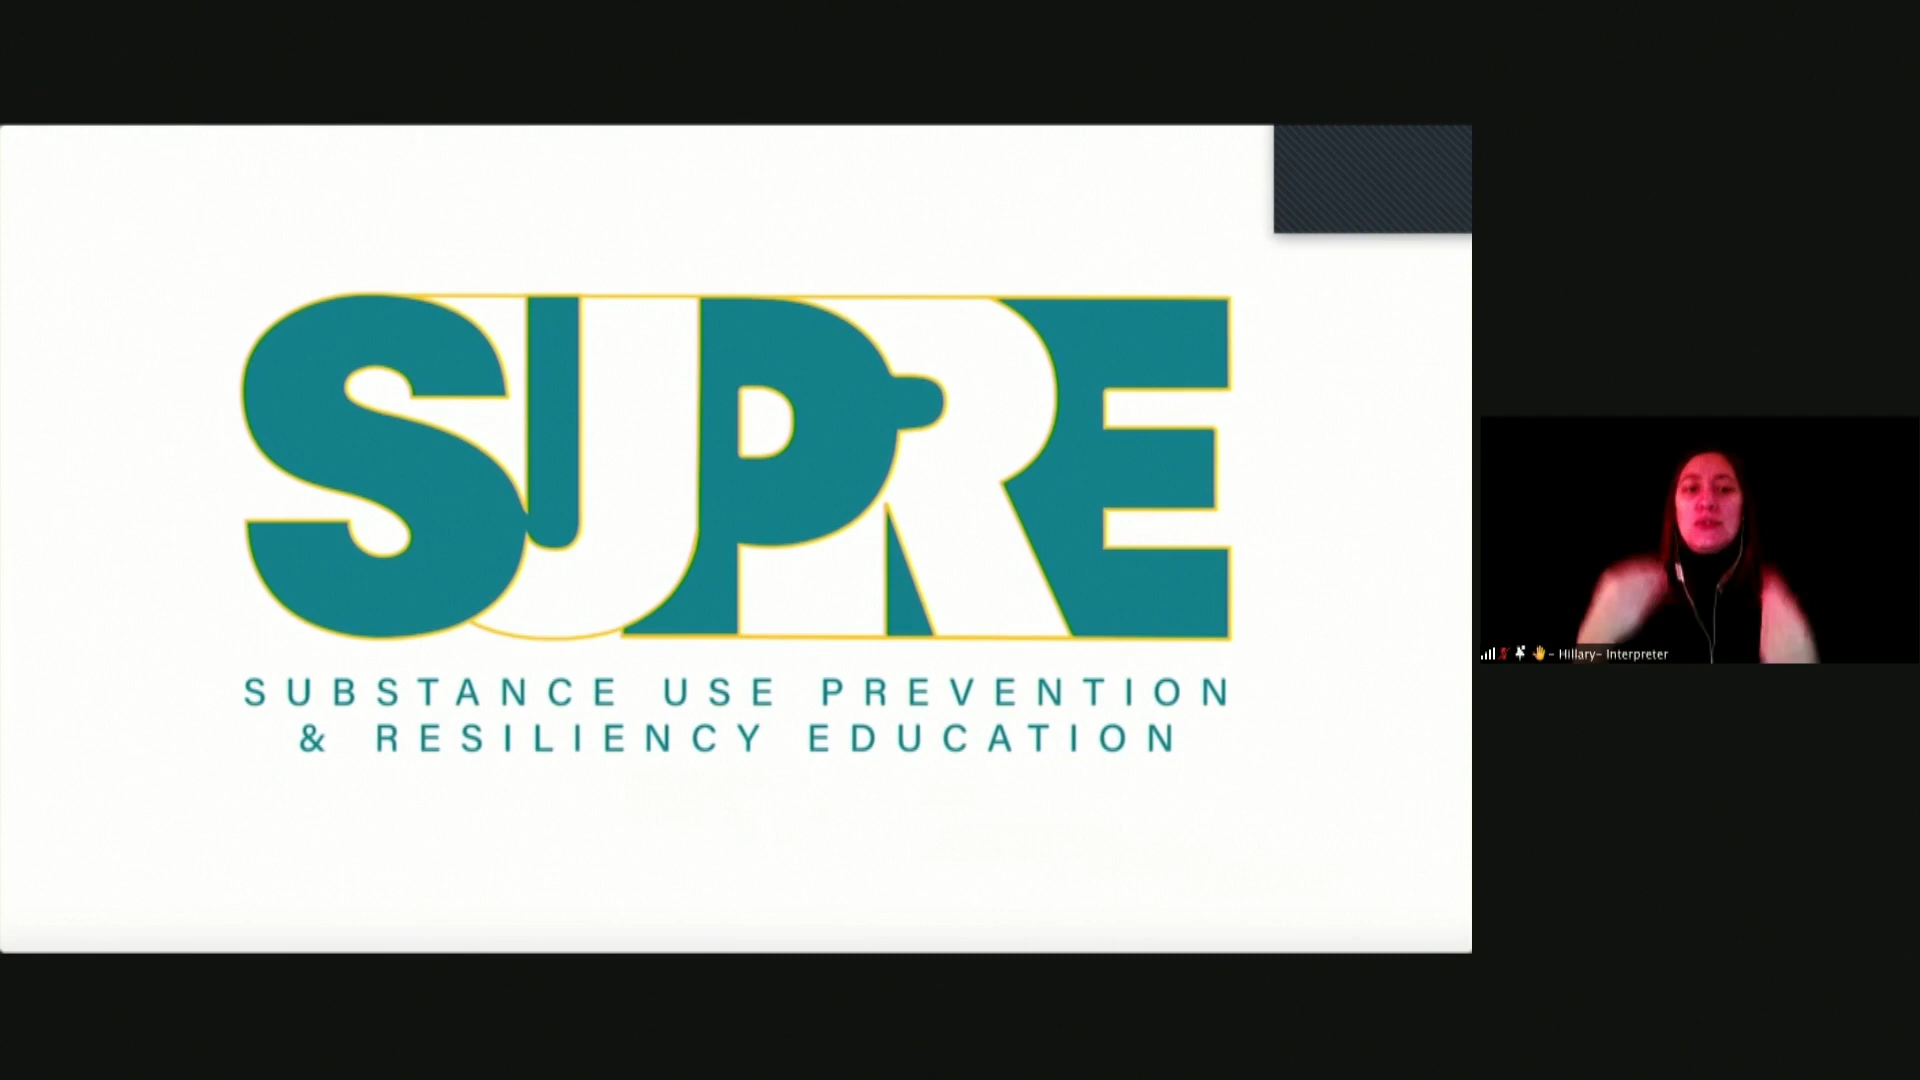 SUPRE
SUBSTANCE USE PREVENTION
& RESILIENCY EDUCATION
- Hillary- Interpreter